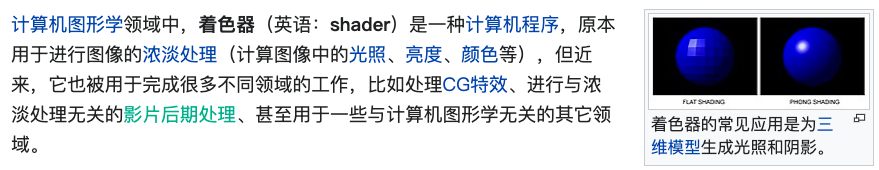 计算机图形学领域中，着色器（英语：shader）是一种计算机程序，原本
用于进行图像的浓淡处理（计算图像中的光照、亮度、颜色等），但近
来，它也被用于完成很多不同领域的工作，比如处理CG特效、进行与浓
淡处理无关的影片后期处理、甚至用于一些与计算机图形学无关的其它领
域。
FLAT SHADING
PHONG SHADING
着色器的常见应用是为三
维模型生成光照和阴影。